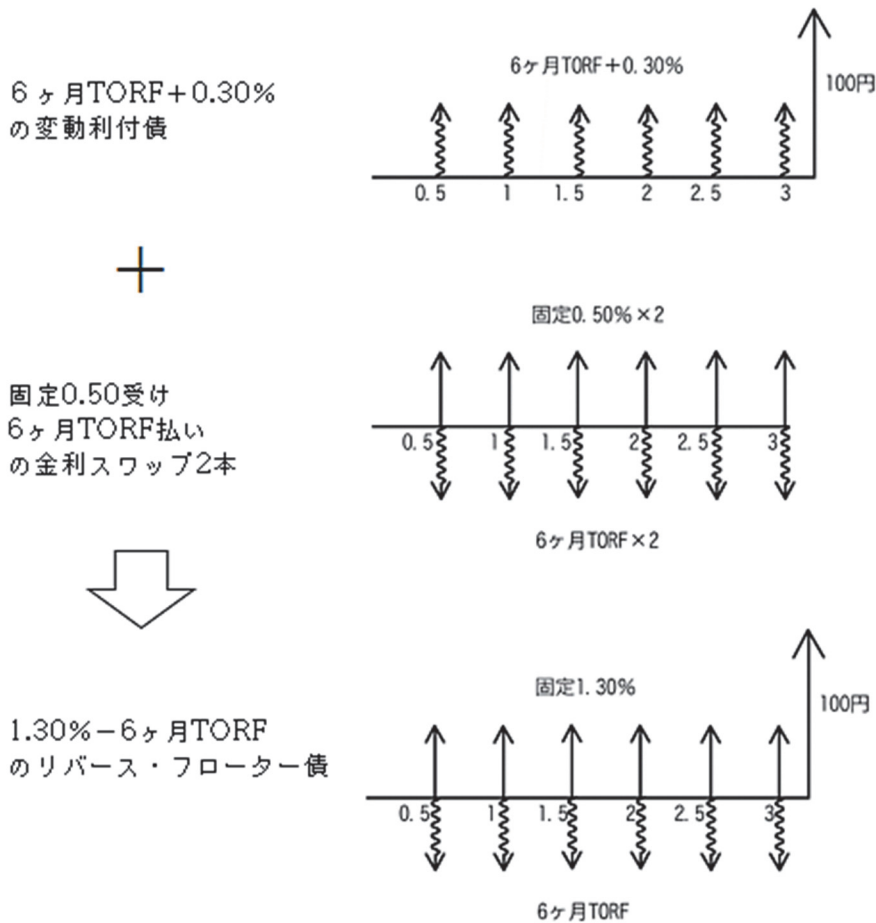 6ヶ月TORF+0.30%
の変動利付債
6ヶ月TORF+0.30%
100円
0.5 1 1.5 2 2.5 3
+
固定0.50%×2
固定0.50受け
6ヶ月TORF払い
の金利スワップ2本
0.5 1 1.5 2 2.5 3
6ヶ月TORF×2
固定1.30%
100円
1.30%-6ヶ月TORF
のリバース・フローター債
0.5 1 1.5 2 2.5 3
6ヶ月TORF